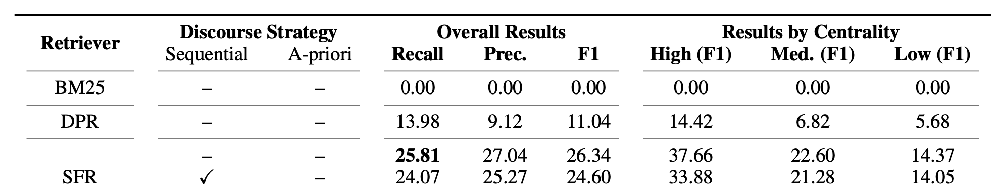 Retriever Discourse Strategy Overall Results Results by Centrality
Sequential A-priori Recall Prec. F1 High (F1) Med. (F1) Low (F1)
BM25 – – 0.00 0.00 0.00 0.00 0.00 0.00
DPR – – 13.98 9.12 11.04 14.42 6.82 5.68
– – 25.81 27.04 26.34 37.66 22.60 14.37
SFR ✓ – 24.07 25.27 24.60 33.88 21.28 14.05